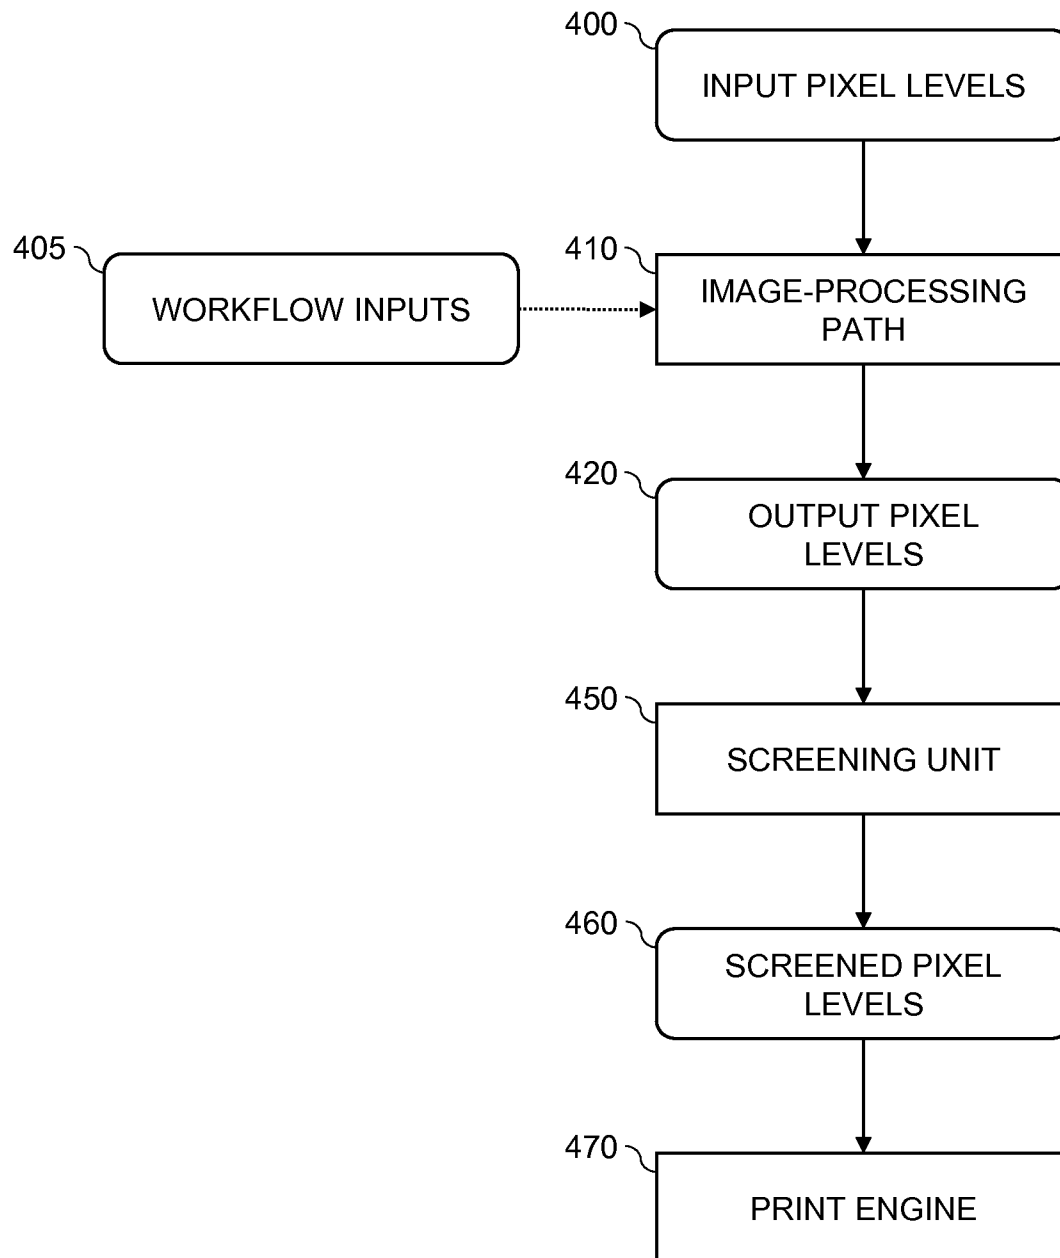 400
INPUT PIXEL LEVELS
405
WORKFLOW INPUTS
410
IMAGE-PROCESSING
PATH
420
OUTPUT PIXEL
LEVELS
450
SCREENING UNIT
460
SCREENED PIXEL
LEVELS
470
PRINT ENGINE